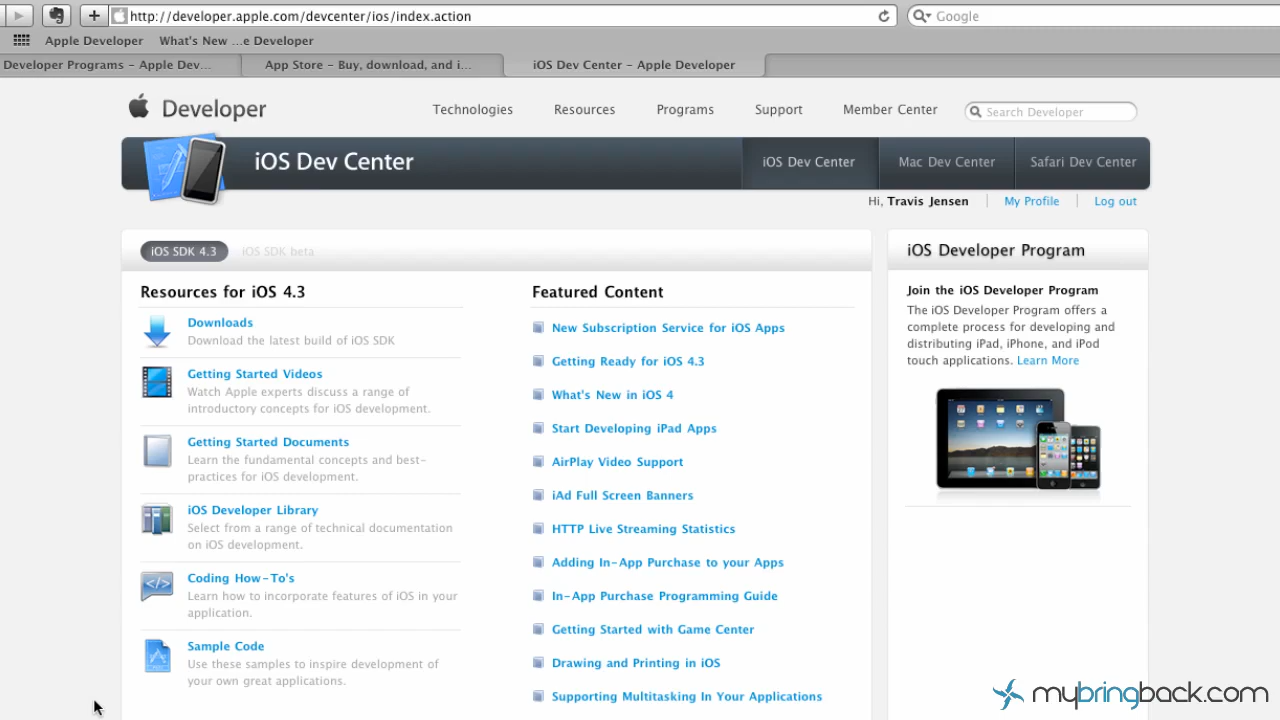 http://developer.apple.com/devcenter/ios/index.action
Google
Apple Developer
What's New ...e Developer
Developer Programs – Apple Dev...
App Store – Buy, download, and i...
iOS Dev Center – Apple Developer
Developer
Technologies
Resources
Programs
Support
Member Center
Search Developer
iOS Dev Center
iOS Dev Center
Mac Dev Center
Safari Dev Center
Hi, Travis Jensen
My Profile
Log out
iOS SDK 4.3
iOS SDK beta
Resources for iOS 4.3
Downloads
Download the latest build of iOS SDK
Getting Started Videos
Watch Apple experts discuss a range of
introductory concepts for iOS development.
Getting Started Documents
Learn the fundamental concepts and best-
practices for iOS development.
iOS Developer Library
Select from a range of technical documentation
on iOS development.
Coding How-To's
Learn how to incorporate features of iOS in your
application.
Sample Code
Use these samples to inspire development of
your own great applications.
Featured Content
New Subscription Service for iOS Apps
Getting Ready for iOS 4.3
What's New in iOS 4
Start Developing iPad Apps
AirPlay Video Support
iAd Full Screen Banners
HTTP Live Streaming Statistics
Adding In-App Purchase to your Apps
In-App Purchase Programming Guide
Getting Started with Game Center
Drawing and Printing in iOS
Supporting Multitasking In Your Applications
iOS Developer Program
Join the iOS Developer Program
The iOS Developer Program offers a
complete process for developing and
distributing iPad, iPhone, and iPod
touch applications. Learn More
mybringback.com